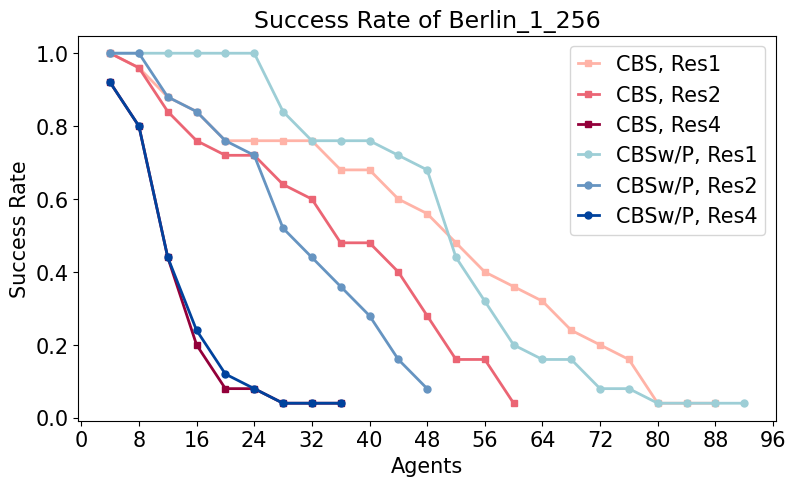 Success Rate of Berlin_1_256
Success Rate
1.0
0.8
0.6
0.4
0.2
0.0
CBS, Res1
CBS, Res2
CBS, Res4
CBSw/P, Res1
CBSw/P, Res2
CBSw/P, Res4
0 8 16 24 32 40 48 56 64 72 80 88 96
Agents